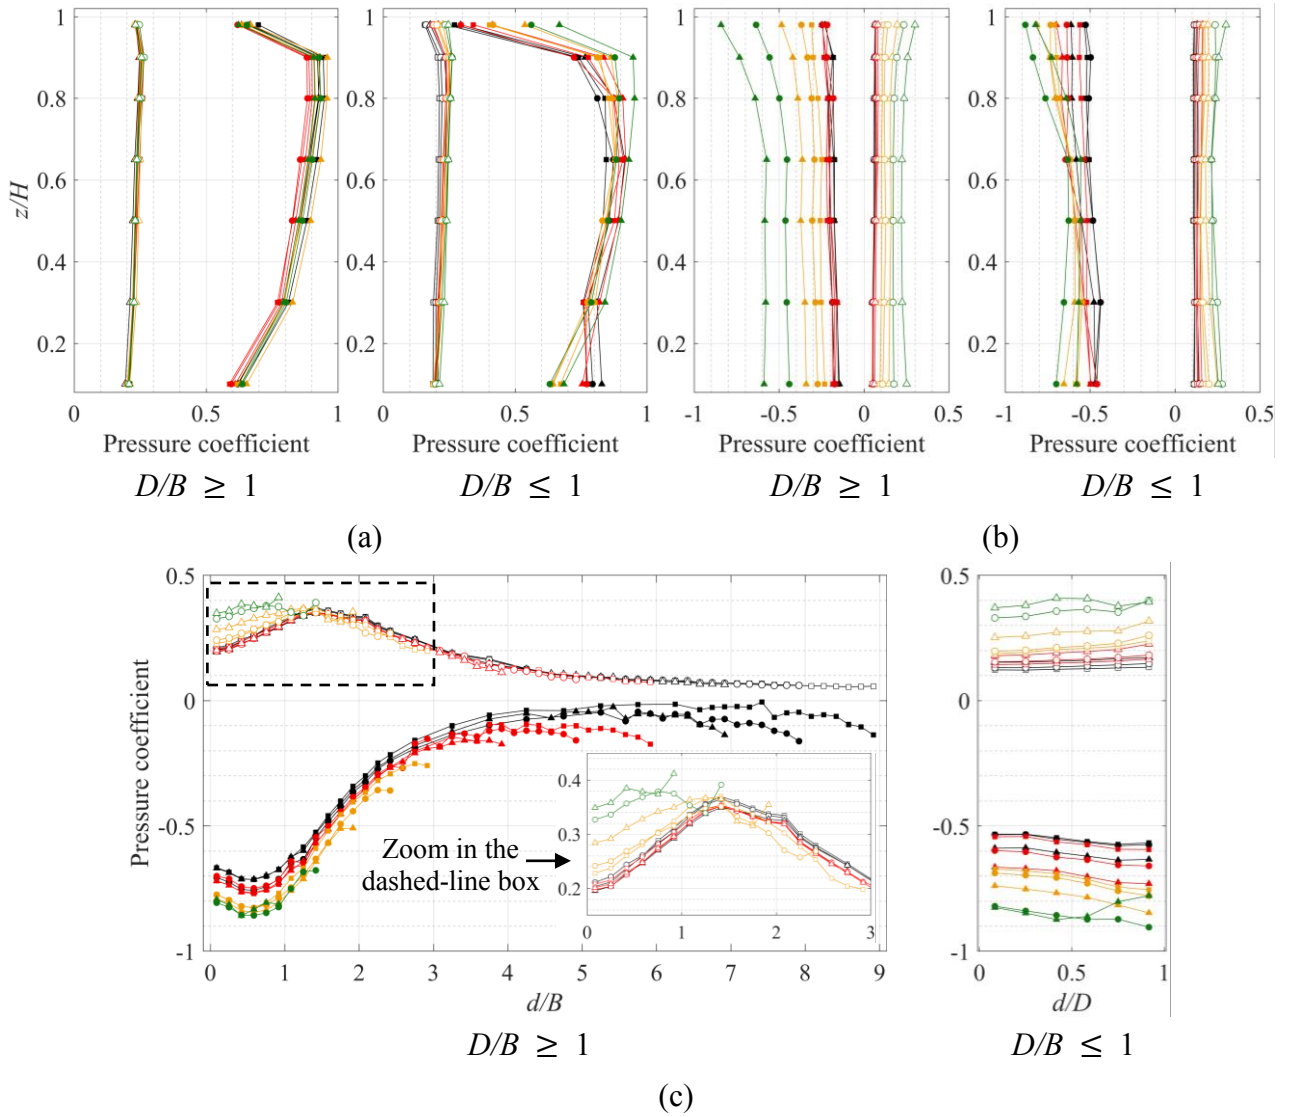 1 1 1 1
0.8 0.8 0.8 0.8
z/H
0.6 0.6 0.6 0.6
0.4 0.4 0.4 0.4
0.2 0.2 0.2 0.2
0 0.5 1 0 0.5 1 -1 -0.5 0 0.5 -1 -0.5 0 0.5
Pressure coefficient Pressure coefficient Pressure coefficient Pressure coefficient
D/B ≥ 1 D/B ≤ 1 D/B ≥ 1 D/B ≤ 1
(a) (b)
0.5 0.5
Pressure coefficient
0 0
0.4
0.3
0.2
0 1 2 3
Zoom in the
dashed-line box
-0.5 -0.5
-1 -1
0 1 2 3 4 5 6 7 8 9 0 0.5 1
d/B d/D
D/B ≥ 1 D/B ≤ 1
(c)